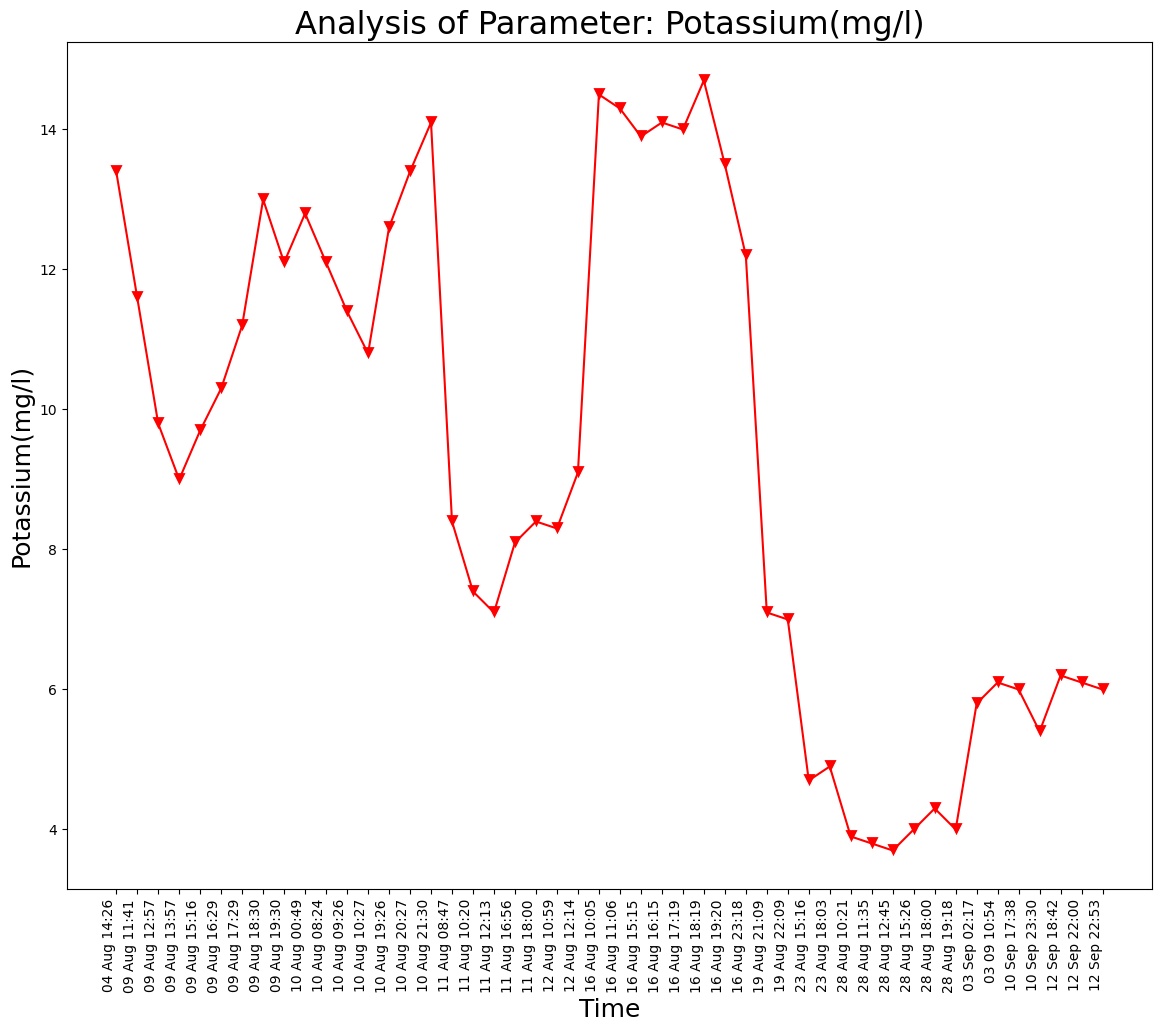 Analysis of Parameter: Potassium(mg/l)
Potassium(mg/l)
14
12
10
8
6
4
04 Aug 14:26
09 Aug 11:41
09 Aug 12:57
09 Aug 13:57
09 Aug 15:16
09 Aug 16:29
09 Aug 17:29
09 Aug 18:30
09 Aug 19:30
10 Aug 00:49
10 Aug 08:24
10 Aug 09:26
10 Aug 10:27
10 Aug 19:26
10 Aug 20:27
10 Aug 21:30
11 Aug 08:47
11 Aug 10:20
11 Aug 12:13
11 Aug 16:56
11 Aug 18:00
12 Aug 10:59
12 Aug 12:14
16 Aug 10:05
16 Aug 11:06
16 Aug 15:15
16 Aug 16:15
16 Aug 17:19
16 Aug 18:19
16 Aug 19:20
16 Aug 23:18
19 Aug 21:09
19 Aug 22:09
23 Aug 15:16
23 Aug 18:03
28 Aug 10:21
28 Aug 11:35
28 Aug 12:45
28 Aug 15:26
28 Aug 18:00
28 Aug 19:18
03 Sep 02:17
03 09 10:54
10 Sep 17:38
10 Sep 23:30
12 Sep 18:42
12 Sep 22:00
12 Sep 22:53
Time